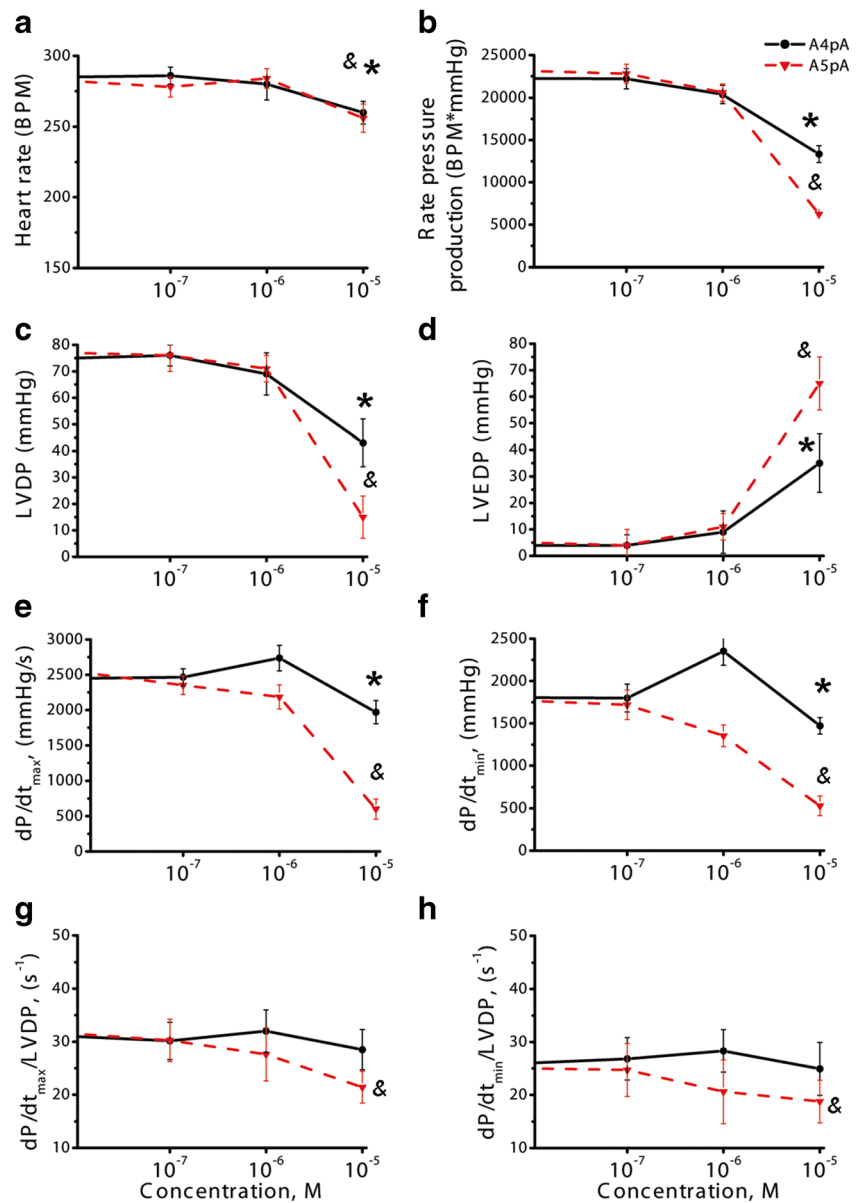 a
Heart rate (BPM)
300
250
200
150
& *
10⁻⁷ 10⁻⁶ 10⁻⁵
b
A4pA
A5pA
Rate pressure
production (BPM*mmHg)
25000
20000
15000
10000
5000
0
*
&
10⁻⁷ 10⁻⁶ 10⁻⁵
c
LVDP (mmHg)
80
70
60
50
40
30
20
10
0
*
&
10⁻⁷ 10⁻⁶ 10⁻⁵
d
LVEDP (mmHg)
80
70
60
50
40
30
20
10
0
&
*
10⁻⁷ 10⁻⁶ 10⁻⁵
e
dP/dt_max, (mmHg/s)
3000
2500
2000
1500
1000
500
0
*
&
10⁻⁷ 10⁻⁶ 10⁻⁵
f
dP/dt_min, (mmHg)
2500
2000
1500
1000
500
0
*
&
10⁻⁷ 10⁻⁶ 10⁻⁵
g
dP/dt_max/LVDP, (s⁻¹)
50
40
30
20
10
&
10⁻⁷ 10⁻⁶ 10⁻⁵
Concentration, M
h
dP/dt_min/LVDP, (s⁻¹)
50
40
30
20
10
&
10⁻⁷ 10⁻⁶ 10⁻⁵
Concentration, M